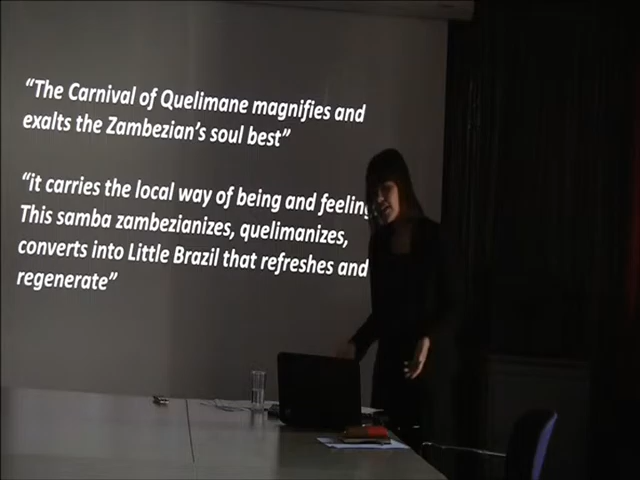 “The Carnival of Quelimane magnifies and
exalts the Zambezian’s soul best”
“it carries the local way of being and feeling
This samba zambezianizes, quelimanizes,
converts into Little Brazil that refreshes and
regenerate”